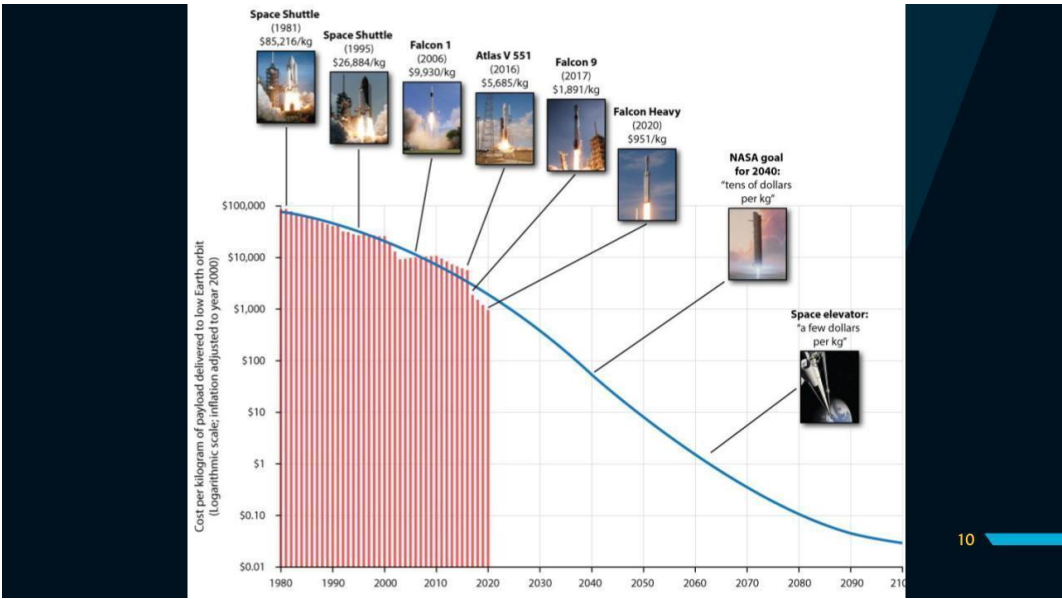 Space Shuttle
(1981)
$85,216/kg
Space Shuttle
(1995)
$26,884/kg
Falcon 1
(2006)
$9,930/kg
Atlas V 551
(2016)
$5,685/kg
Falcon 9
(2017)
$1,891/kg
Falcon Heavy
(2020)
$951/kg
NASA goal
for 2040:
"tens of dollars
per kg"
Space elevator:
"a few dollars
per kg"
Cost per kilogram of payload delivered to low Earth orbit
(Logarithmic scale; inflation adjusted to year 2000)
$100,000
$10,000
$1,000
$100
$10
$1
$0.10
$0.01
1980
1990
2000
2010
2020
2030
2040
2050
2060
2070
2080
2090
210
10